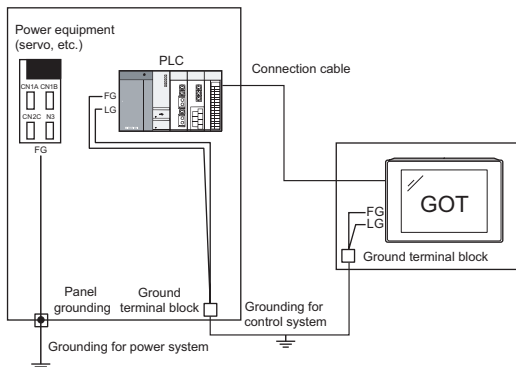 Power equipment
(servo, etc.)
PLC
Connection cable
CN1A CN1B
CN2C N3
FG
FG
LG
GOT
FG
LG
Ground terminal block
Panel
grounding
Ground
terminal block
Grounding for
control system
Grounding for power system